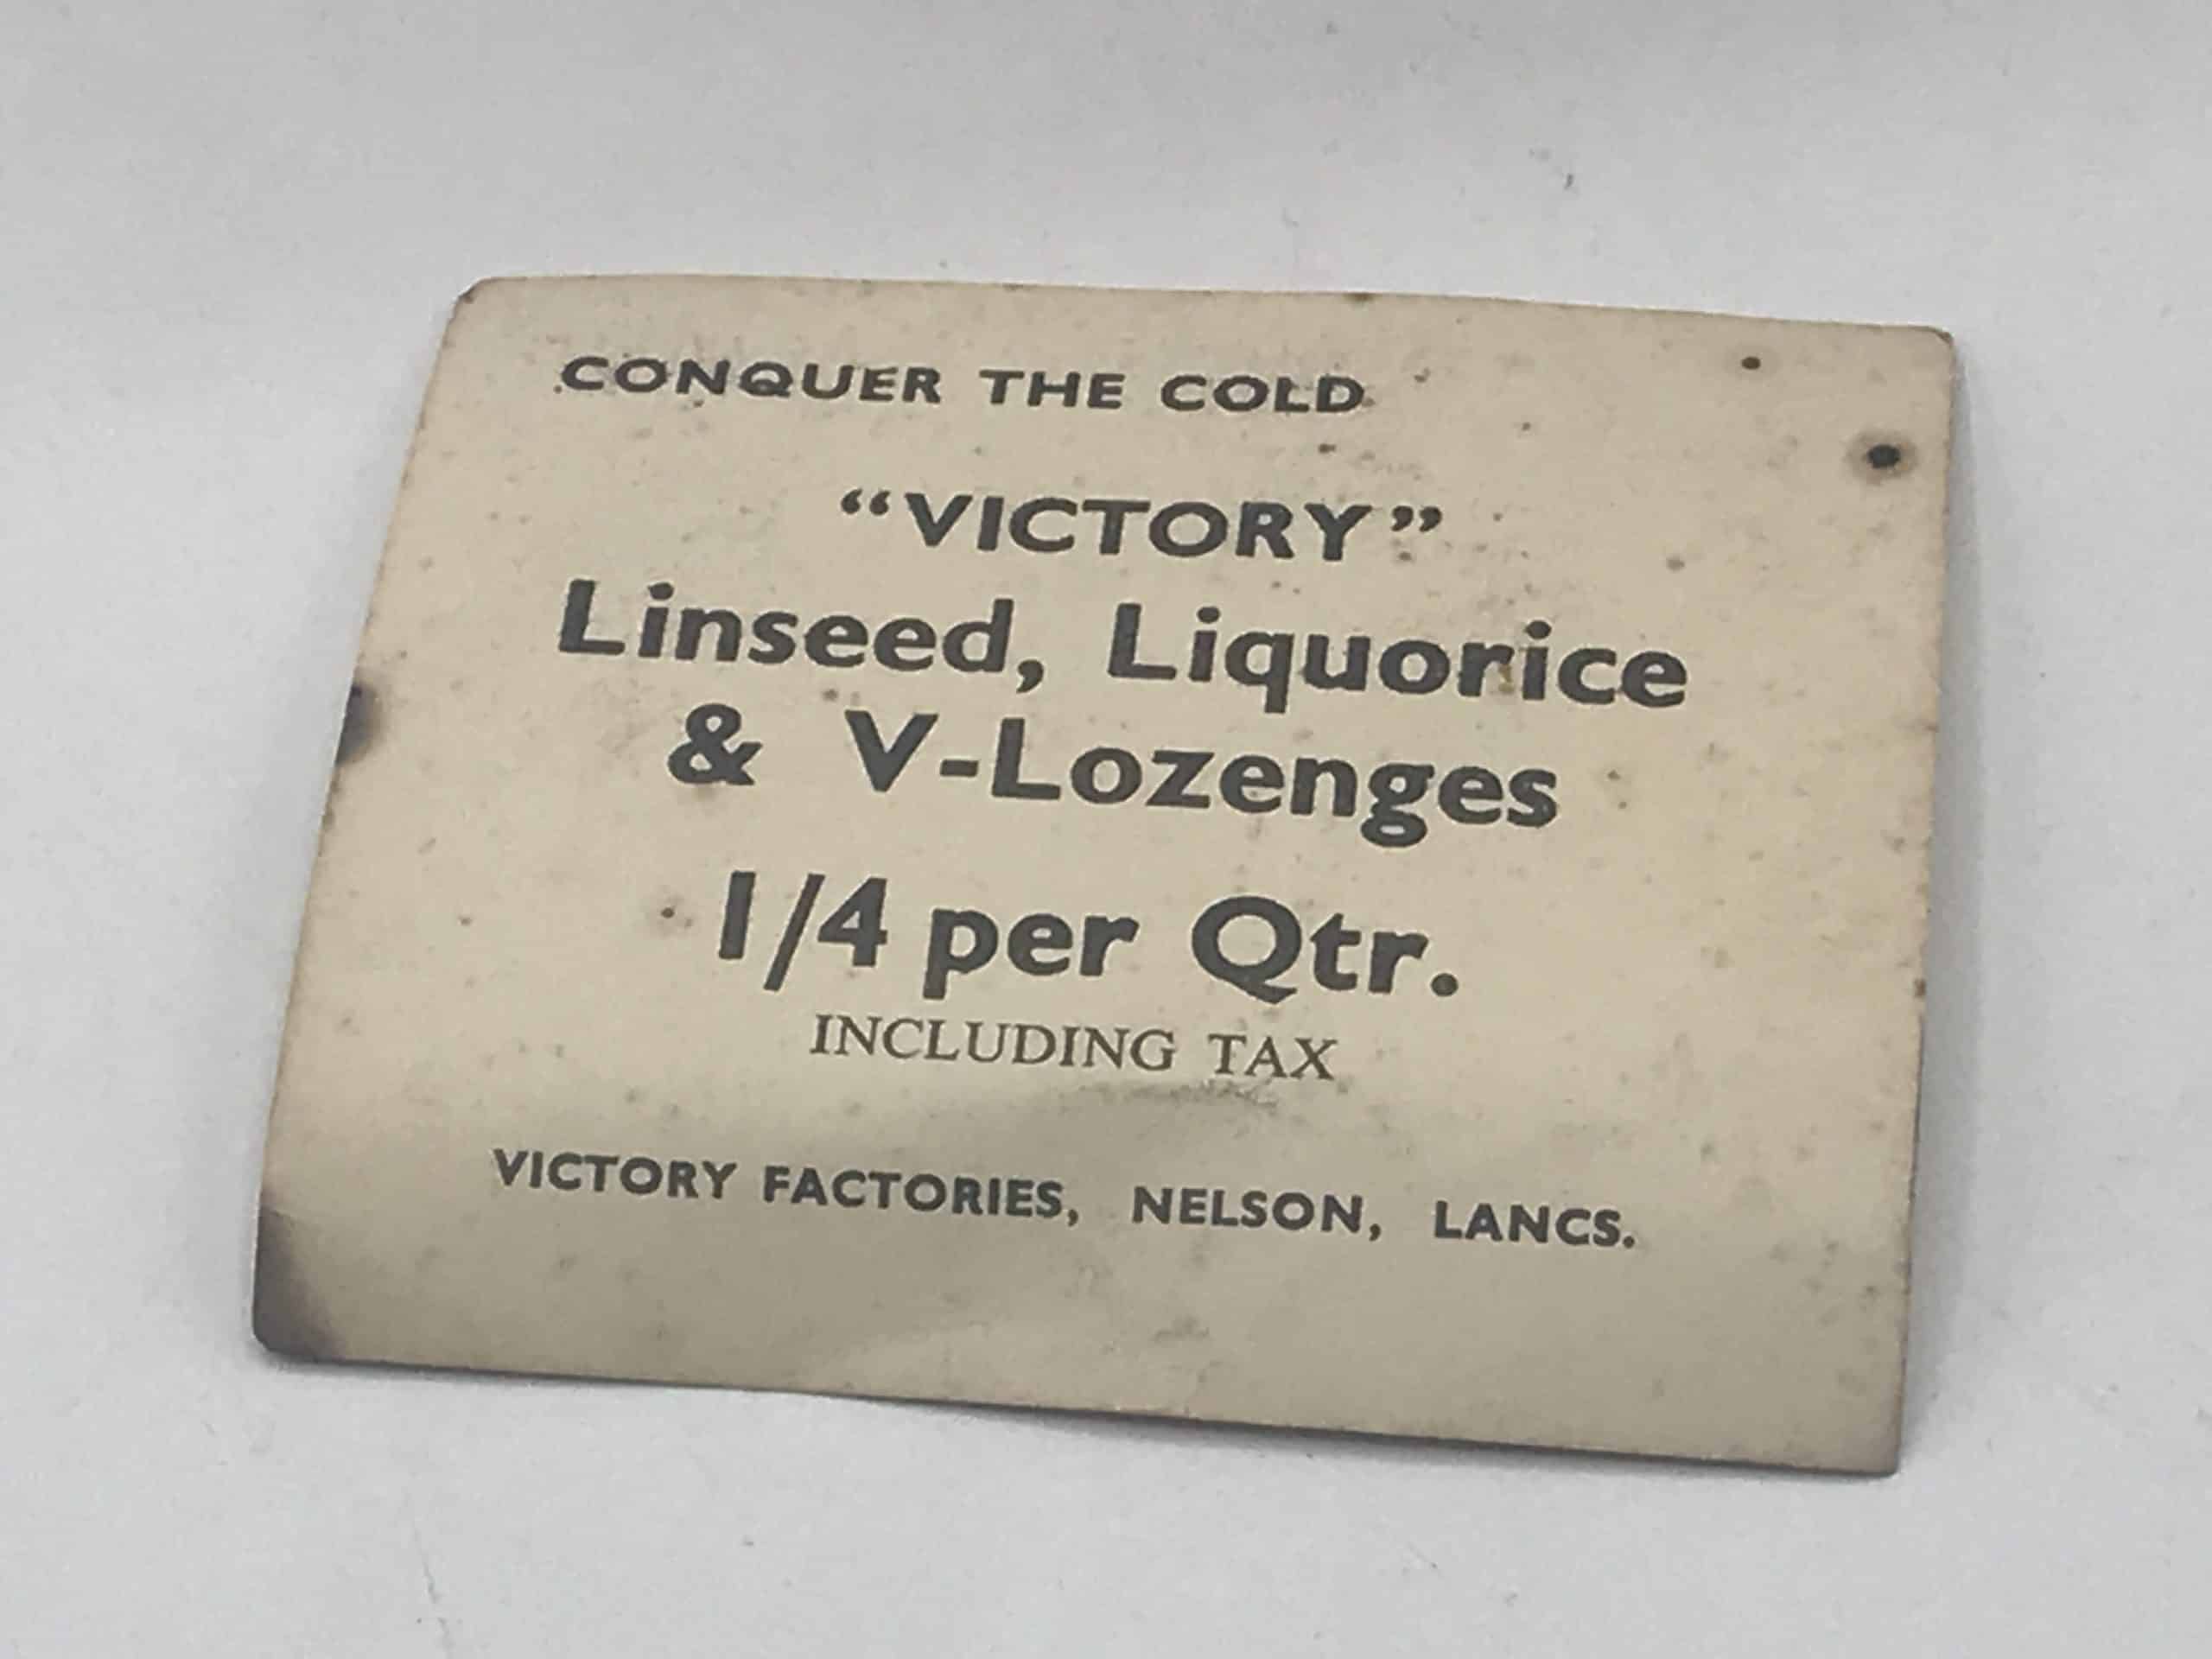 CONQUER THE COLD
“VICTORY”
Linseed, Liquorice
& V-Lozenges
1/4 per Qtr.
INCLUDING TAX
VICTORY FACTORIES, NELSON, LANCS.